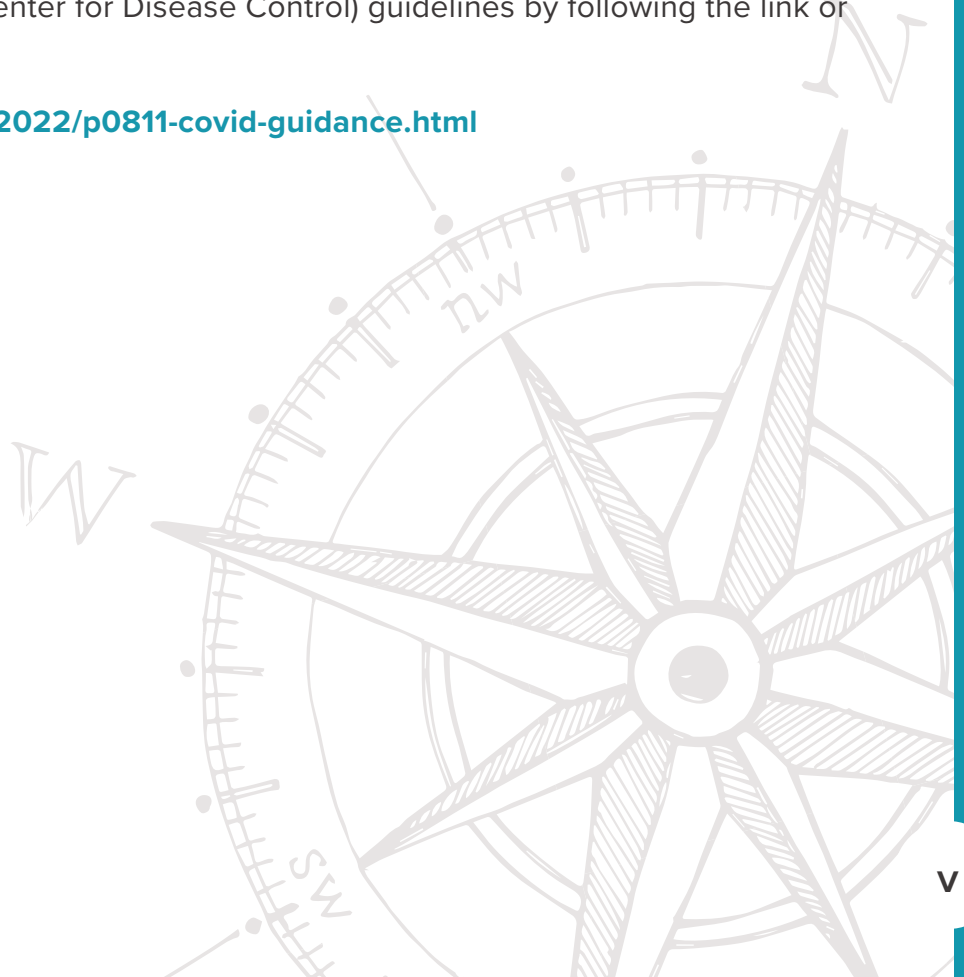 enter for Disease Control) guidelines by following the link or
2022/p0811-covid-guidance.html
N
nw
W
sw
V